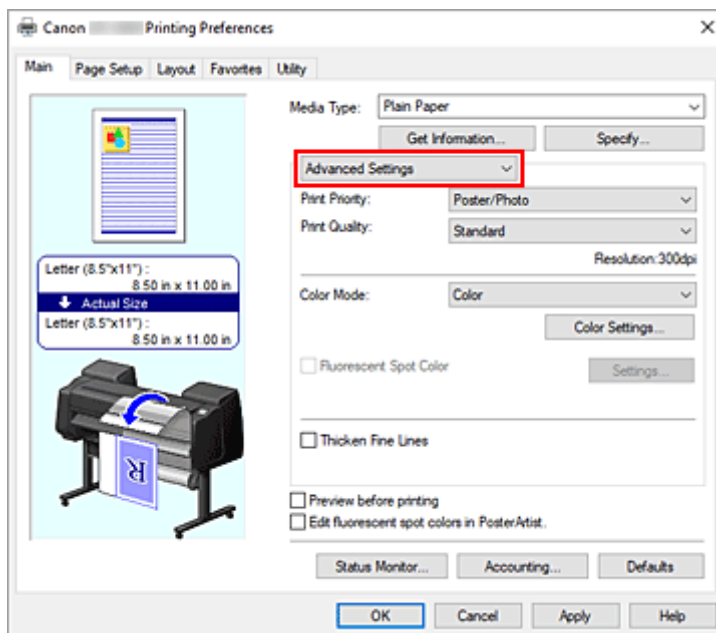 Canon Printing Preferences
Main Page Setup Layout Favorites Utility
Media Type: Plain Paper
Get Information... Specify...
Advanced Settings
Print Priority: Poster/Photo
Print Quality: Standard
Resolution:300dpi
Letter (8.5"x11") :
8.50 in x 11.00 in
Actual Size
Letter (8.5"x11") :
8.50 in x 11.00 in
Color Mode: Color
Color Settings...
Fluorescent Spot Color Settings...
Thicken Fine Lines
R
Preview before printing
Edit fluorescent spot colors in PosterArtist.
Status Monitor... Accounting... Defaults
OK Cancel Apply Help